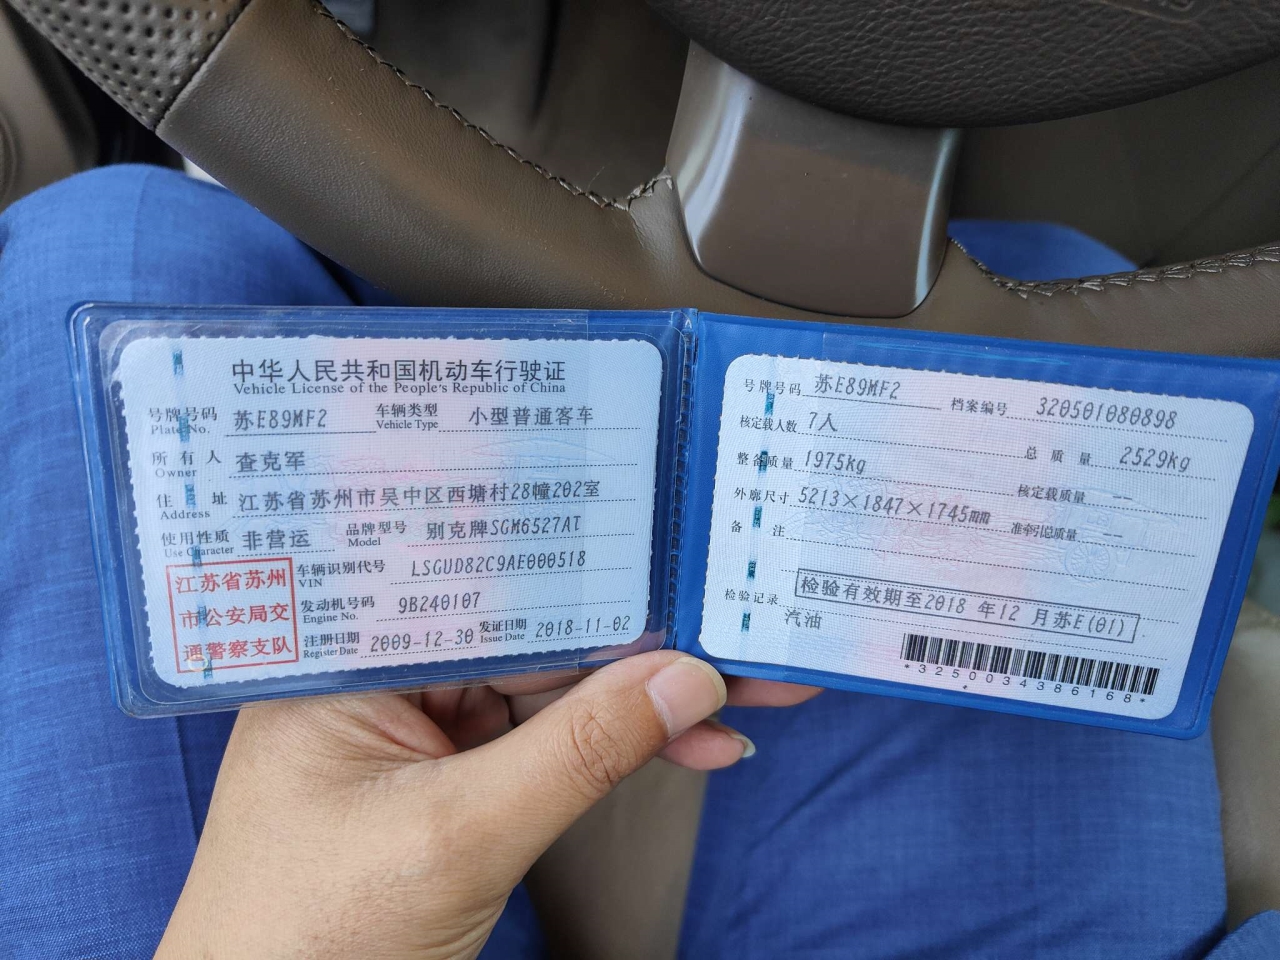 中华人民共和国机动车行驶证
Vehicle License of the People's Republic of China
号牌号码 苏E89MF2 车辆类型 小型普通客车
Plate No. Vehicle Type
所有人 查克军
Owner
住址 江苏省苏州市吴中区西塘村28幢202室
Address
使用性质 非营运 品牌型号 别克牌SGM6527AT
Use Character Model
江苏省苏州
市公安局交
通警察支队
车辆识别代号 LSGUD82C9AE000518
VIN
发动机号码 9B240107
Engine No.
注册日期 2009-12-30 发证日期 2018-11-02
Register Date Issue Date
号牌号码 苏E89MF2 档案编号 320501080898
核定载人数 7人 总质量 2529kg
整备质量 1975kg 核定载质量 --
外廓尺寸 5213×1847×1745mm 准牵引总质量 --
备注
检验记录 检验有效期至2018 年12 月苏E(01)
汽油
*3250034386168*